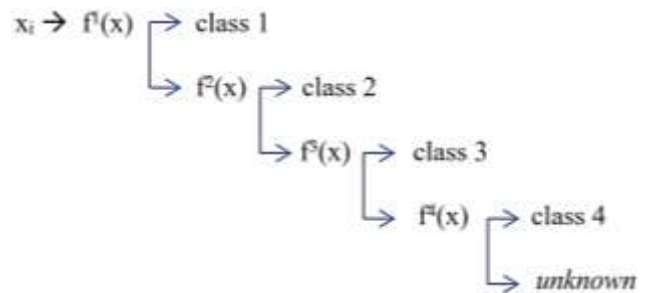 xᵢ → f¹(x) → class 1
→ f²(x) → class 2
→ f³(x) → class 3
→ f⁴(x) → class 4
→ unknown